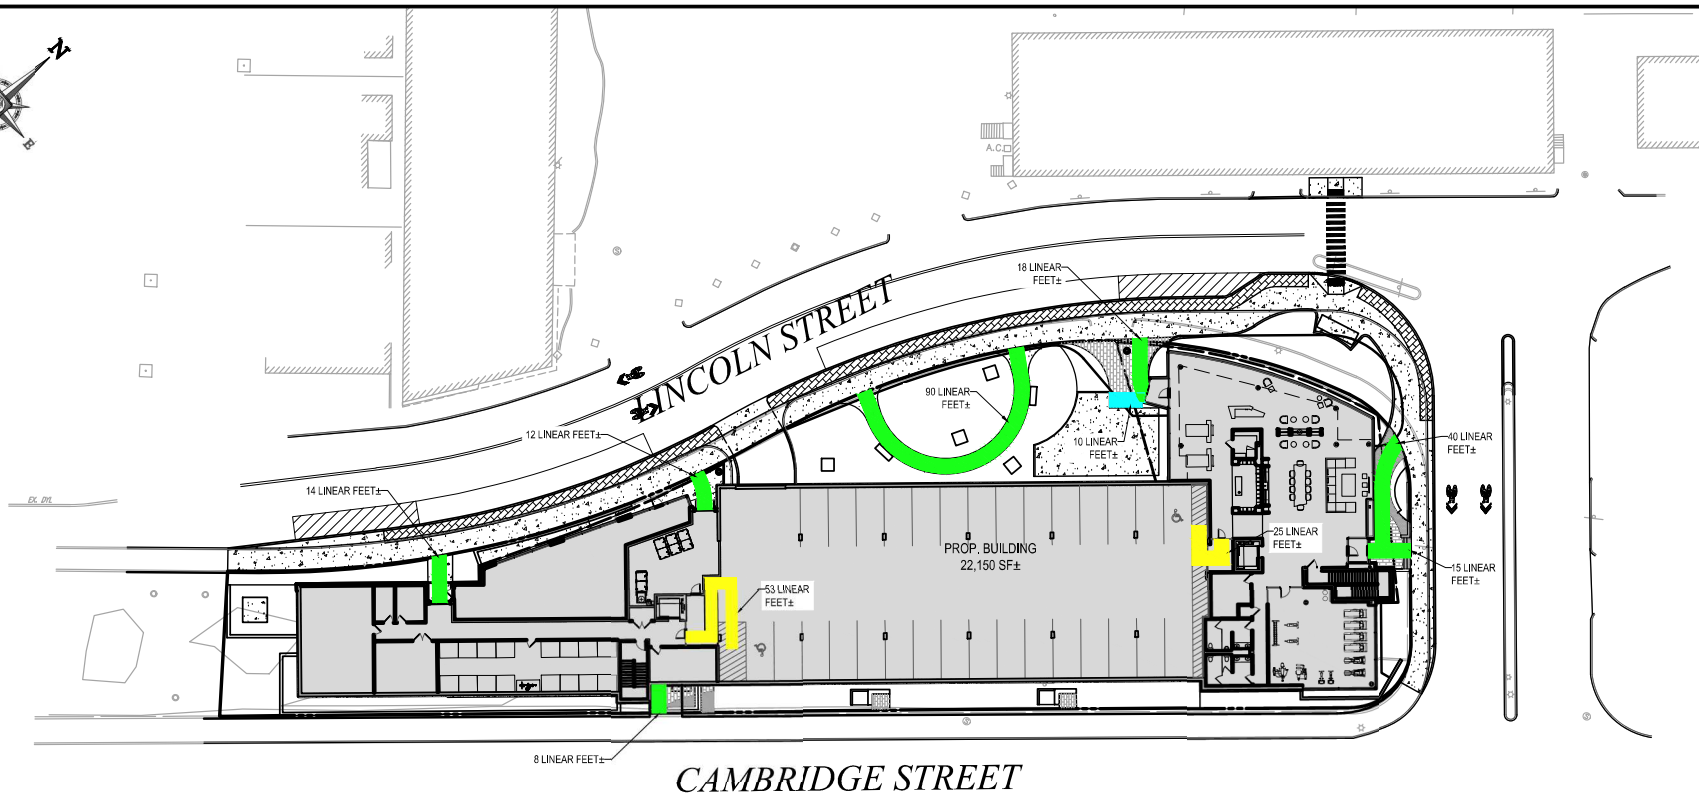 N
E
A.C.
18 LINEAR
FEET±
LINCOLN STREET
90 LINEAR
FEET±
10 LINEAR
FEET±
40 LINEAR
FEET±
12 LINEAR FEET±
14 LINEAR FEET±
EX. DYL
25 LINEAR
FEET±
PROP. BUILDING
22,150 SF±
15 LINEAR
FEET±
53 LINEAR
FEET±
8 LINEAR FEET±
CAMBRIDGE STREET